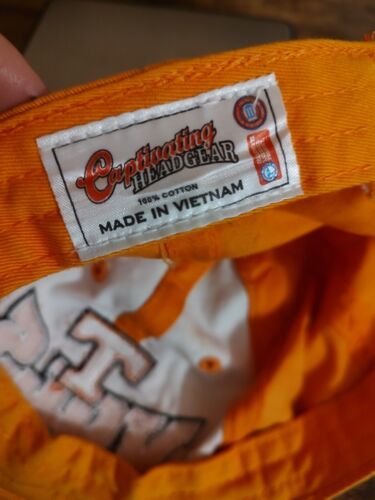 Captivating
HEADGEAR
100% COTTON
MADE IN VIETNAM